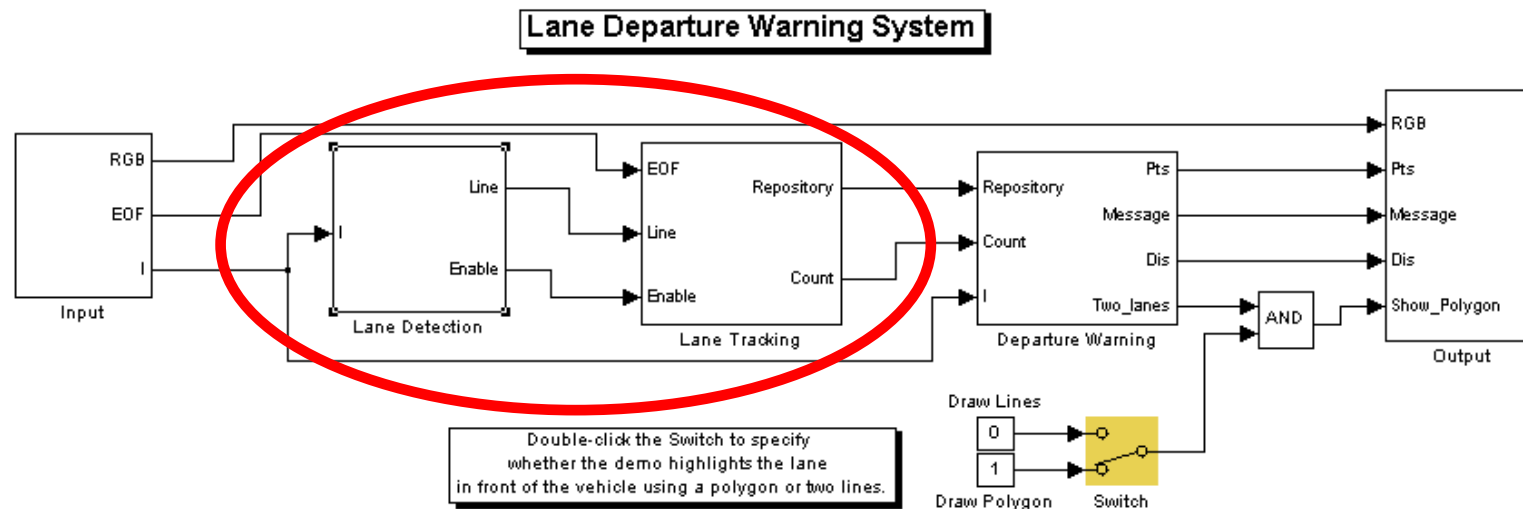 Lane Departure Warning System
RGB
EOF
I
Input
I
Line
Enable
Lane Detection
EOF
Line
Enable
Repository
Count
Lane Tracking
Repository
Count
I
Pts
Message
Dis
Two_lanes
Departure Warning
AND
RGB
Pts
Message
Dis
Show_Polygon
Output
Draw Lines
0
1
Draw Polygon
Switch
Double-click the Switch to specify
whether the demo highlights the lane
in front of the vehicle using a polygon or two lines.